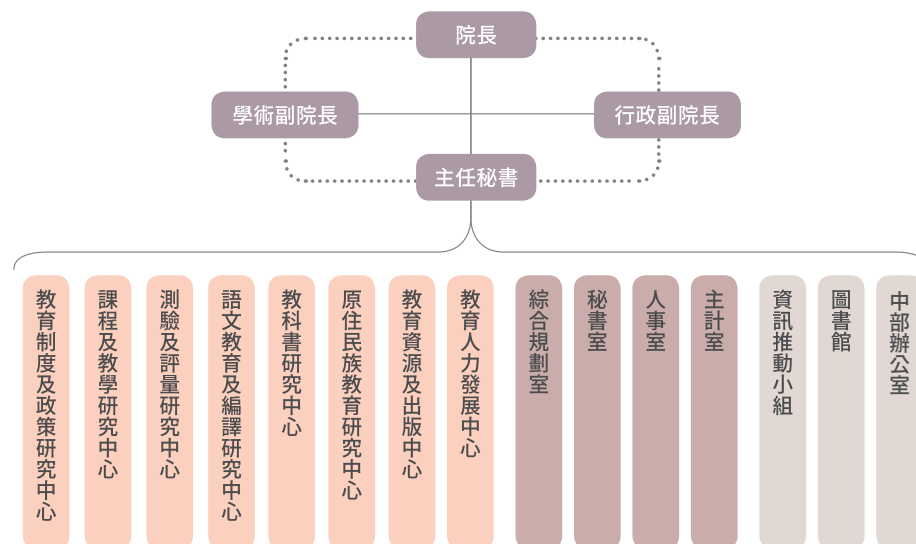 院長
學術副院長
行政副院長
主任秘書
教育制度及政策研究中心
課程及教學研究中心
測驗及評量研究中心
語文教育及編譯研究中心
教科書研究中心
原住民族教育研究中心
教育資源及出版中心
教育人力發展中心
綜合規劃室
秘書室
人事室
主計室
資訊推動小組
圖書館
中部辦公室